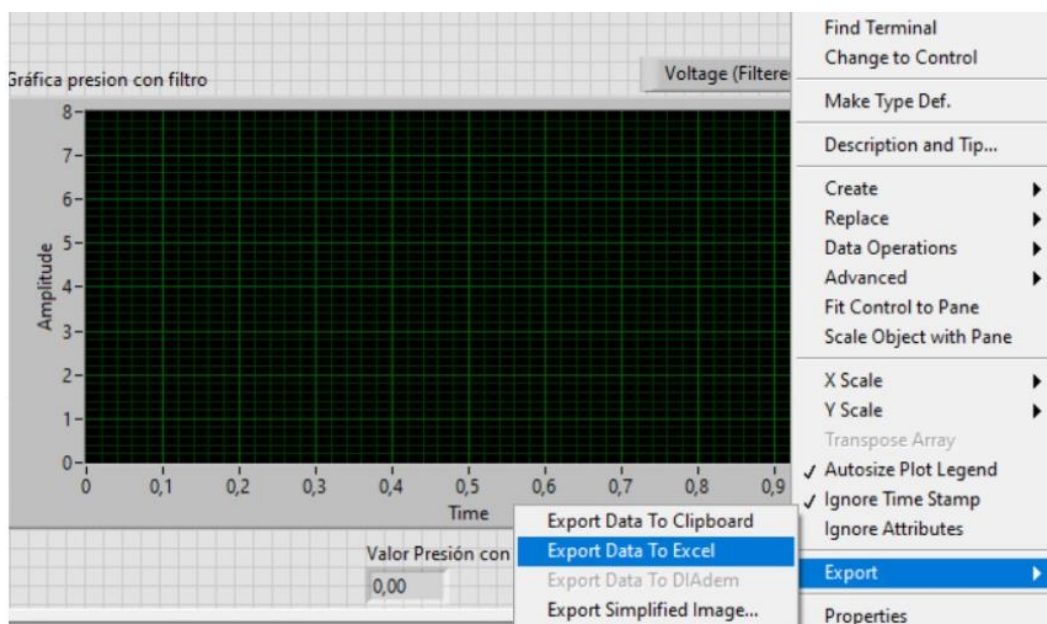 Gráfica presion con filtro
Voltage (Filtere
8
7
6
5
4
3
2
1
0
Amplitude
0 0,1 0,2 0,3 0,4 0,5 0,6 0,7 0,8 0,9
Time
Valor Presión con
0,00
Find Terminal
Change to Control
Make Type Def.
Description and Tip...
Create
Replace
Data Operations
Advanced
Fit Control to Pane
Scale Object with Pane
X Scale
Y Scale
Transpose Array
Autosize Plot Legend
Ignore Time Stamp
Ignore Attributes
Export
Properties
Export Data To Clipboard
Export Data To Excel
Export Data To DIAdem
Export Simplified Image...